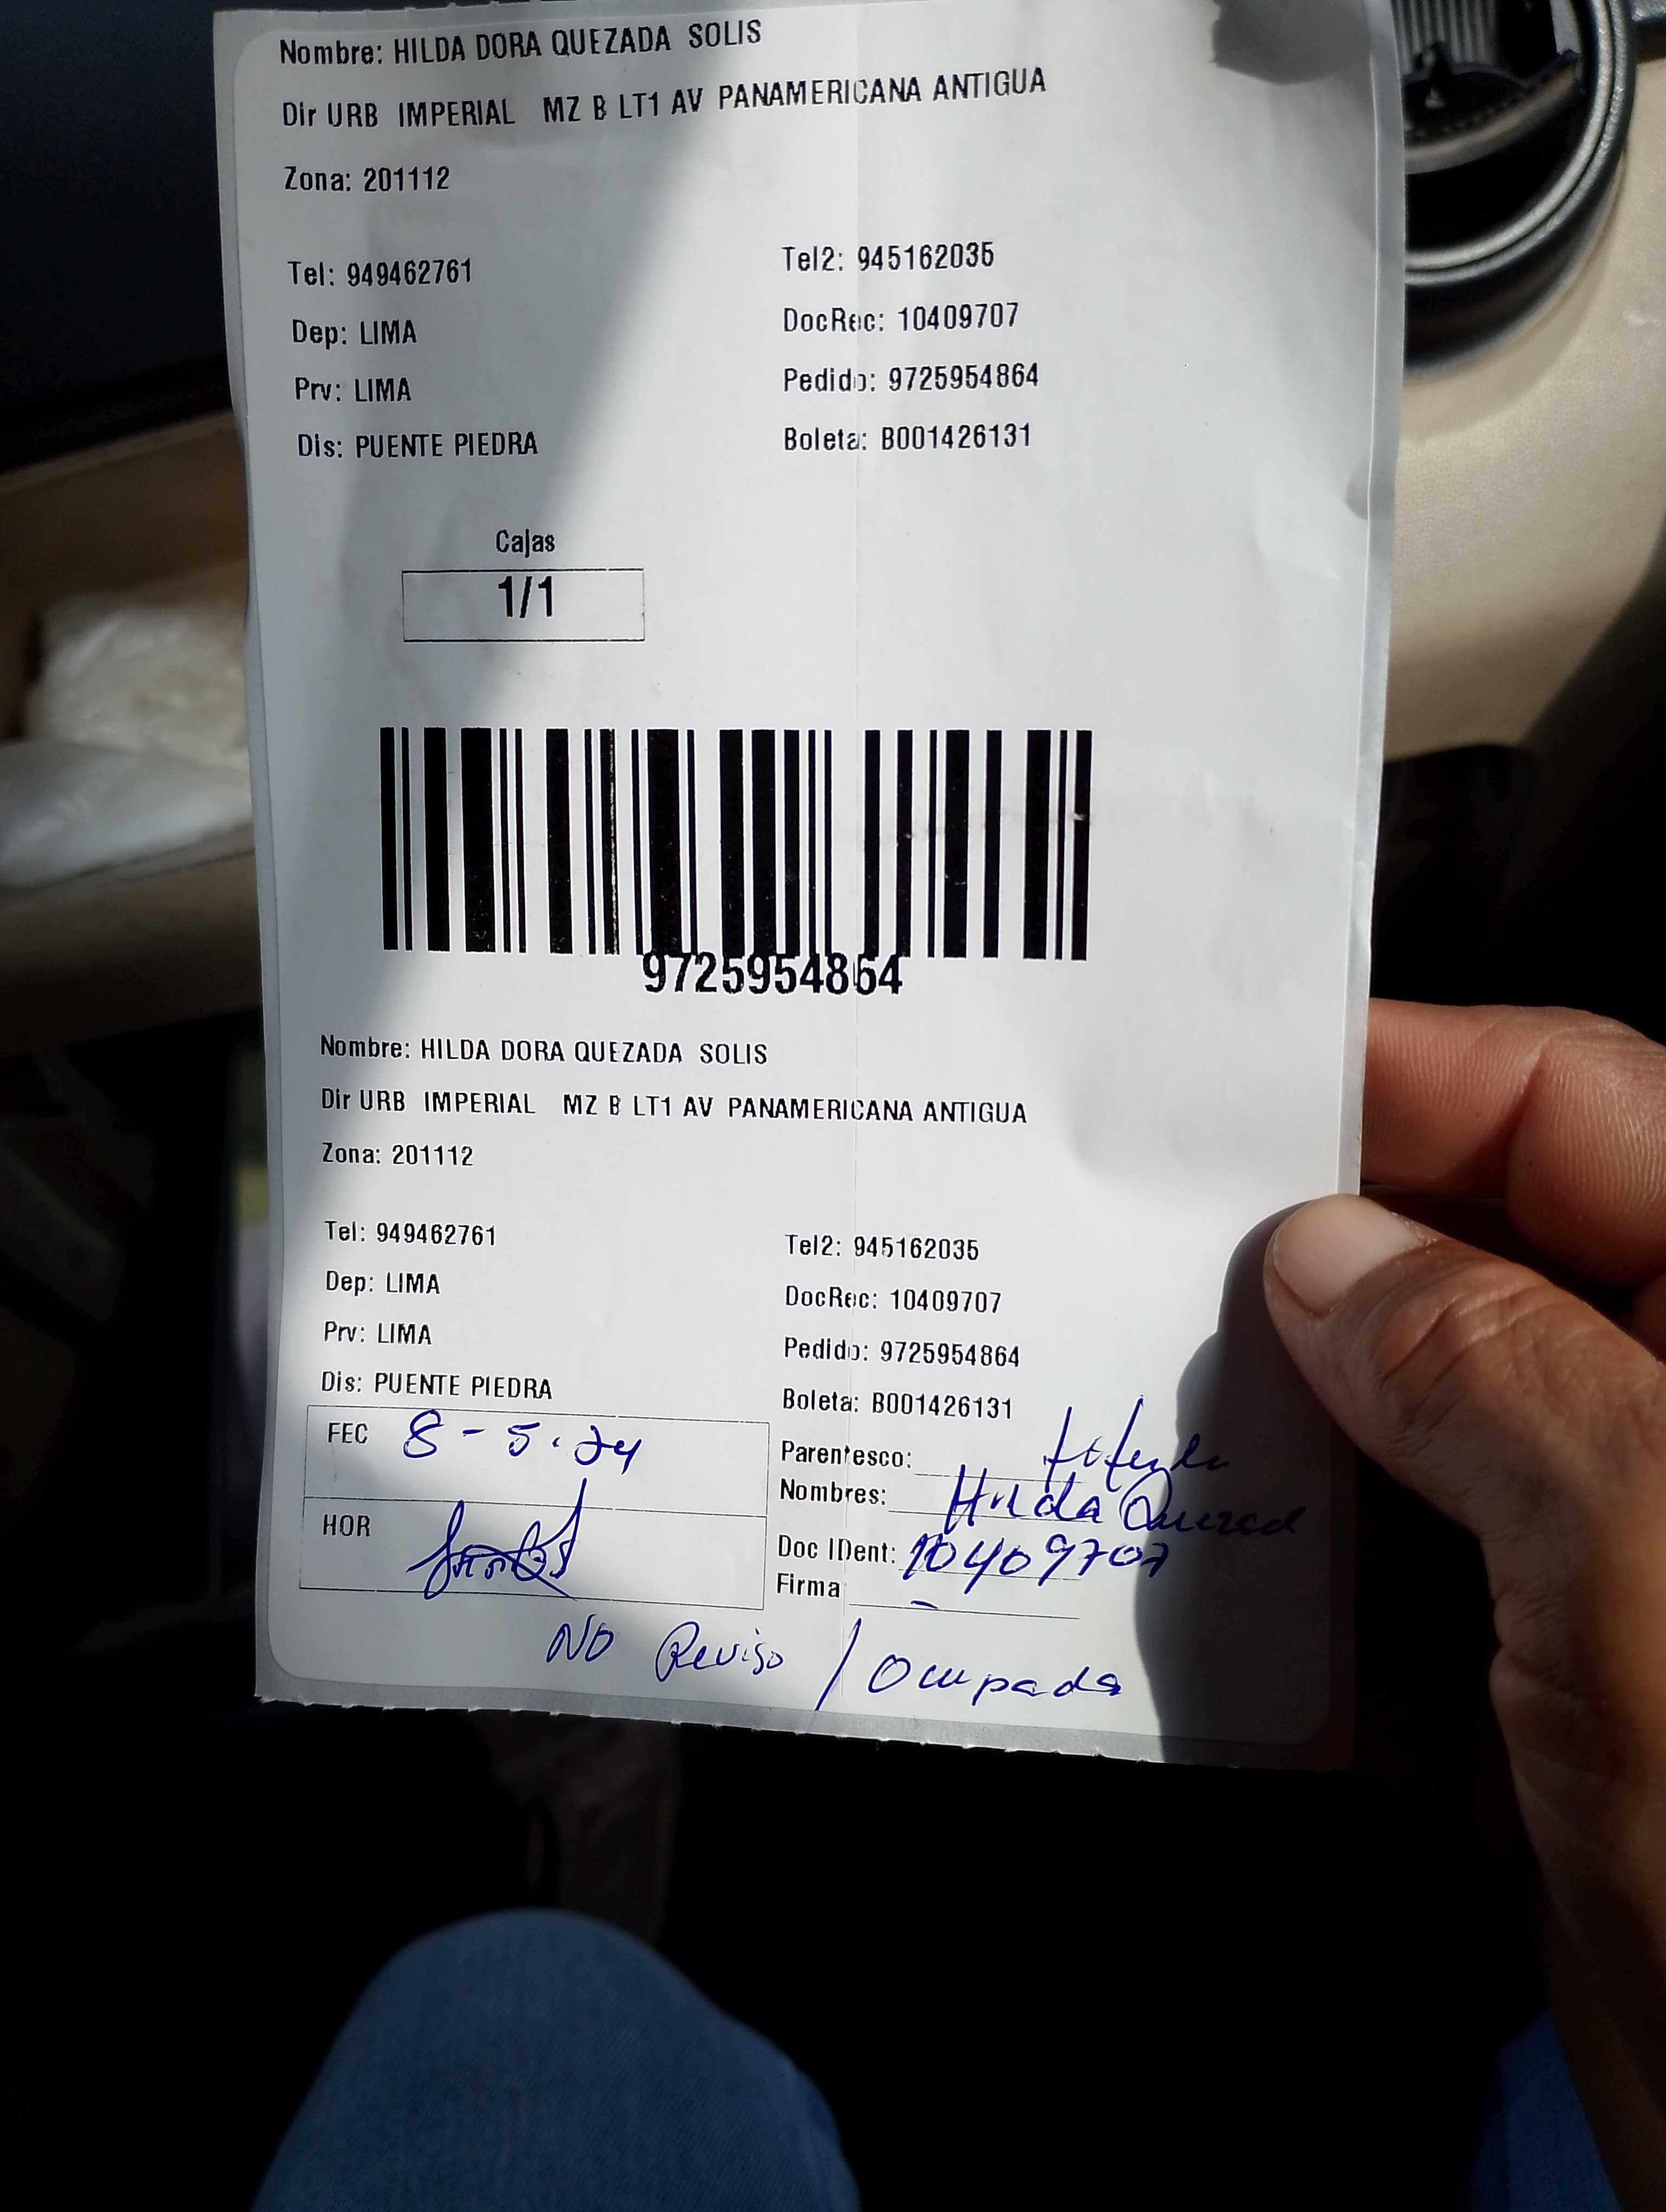 Nombre: HILDA DORA QUEZADA SOLIS
Dir URB IMPERIAL MZ B LT1 AV PANAMERICANA ANTIGUA
Zona: 201112
Tel: 949462761
Tel2: 945162035
Dep: LIMA
DocRec: 10409707
Prv: LIMA
Pedido: 9725954864
Dis: PUENTE PIEDRA
Boleta: B001426131
Cajas
1/1
9725954864
Nombre: HILDA DORA QUEZADA SOLIS
Dir URB IMPERIAL MZ B LT1 AV PANAMERICANA ANTIGUA
Zona: 201112
Tel: 949462761
Tel2: 945162035
Dep: LIMA
DocRec: 10409707
Prv: LIMA
Pedido: 9725954864
Dis: PUENTE PIEDRA
Boleta: B001426131
FEC 8-5.24
HOR
Parentesco:
Nombres: Hilda Quezad
Doc IDent: 10409707
Firma
NO Reviso / Ocupada